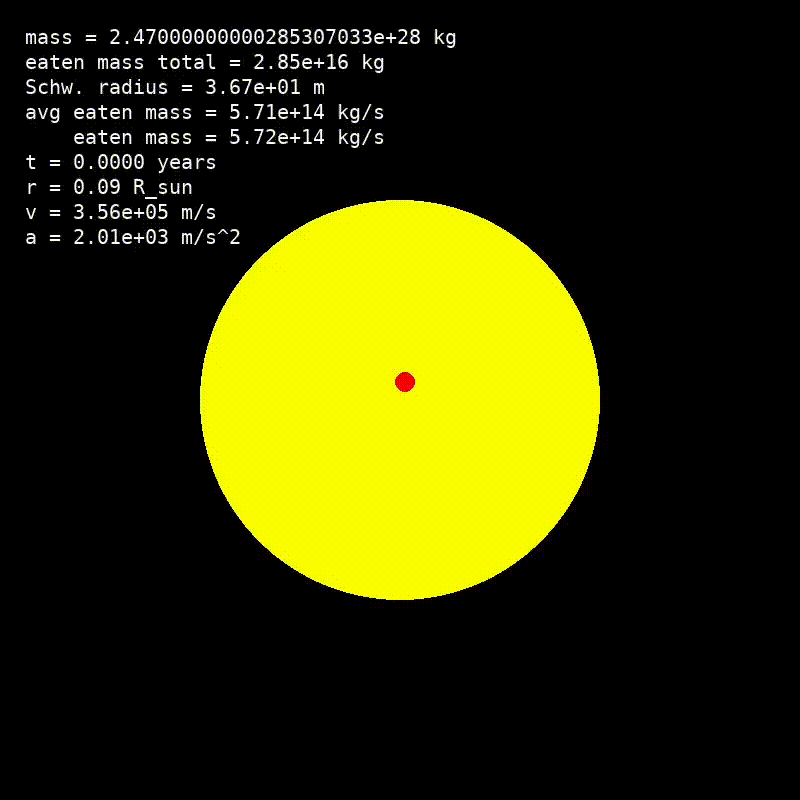 mass = 2.47000000000285307033e+28 kg
eaten mass total = 2.85e+16 kg
Schw. radius = 3.67e+01 m
avg eaten mass = 5.71e+14 kg/s
    eaten mass = 5.72e+14 kg/s
t = 0.0000 years
r = 0.09 R_sun
v = 3.56e+05 m/s
a = 2.01e+03 m/s^2